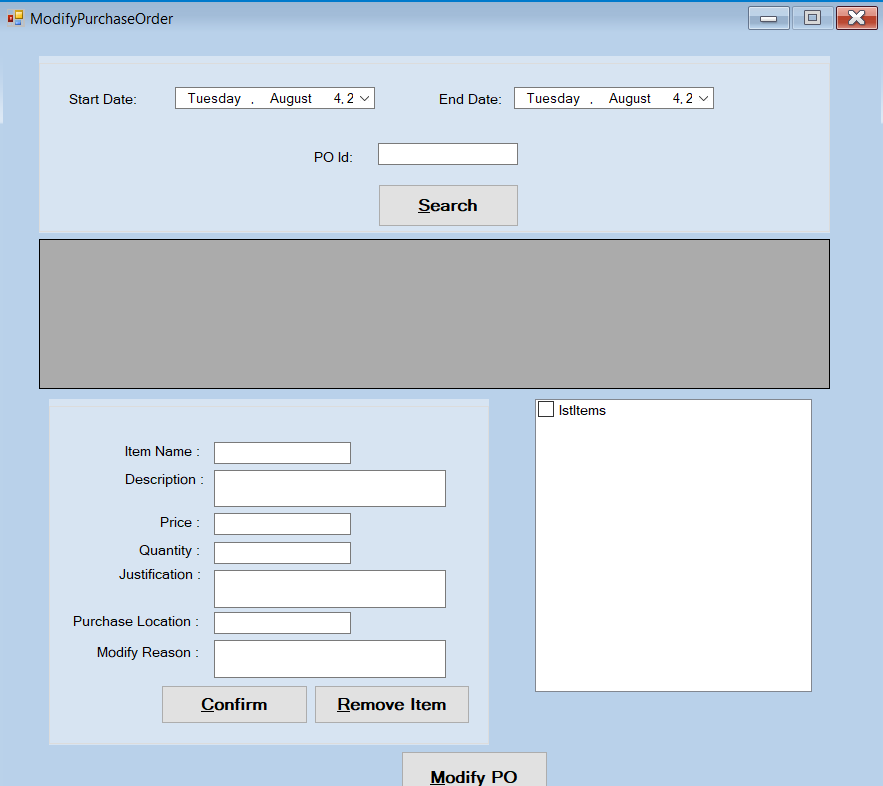 ModifyPurchaseOrder
Start Date: Tuesday , August 4, 2 End Date: Tuesday , August 4, 2
PO Id:
Search
lstItems
Item Name :
Description :
Price :
Quantity :
Justification :
Purchase Location :
Modify Reason :
Confirm Remove Item
Modify PO